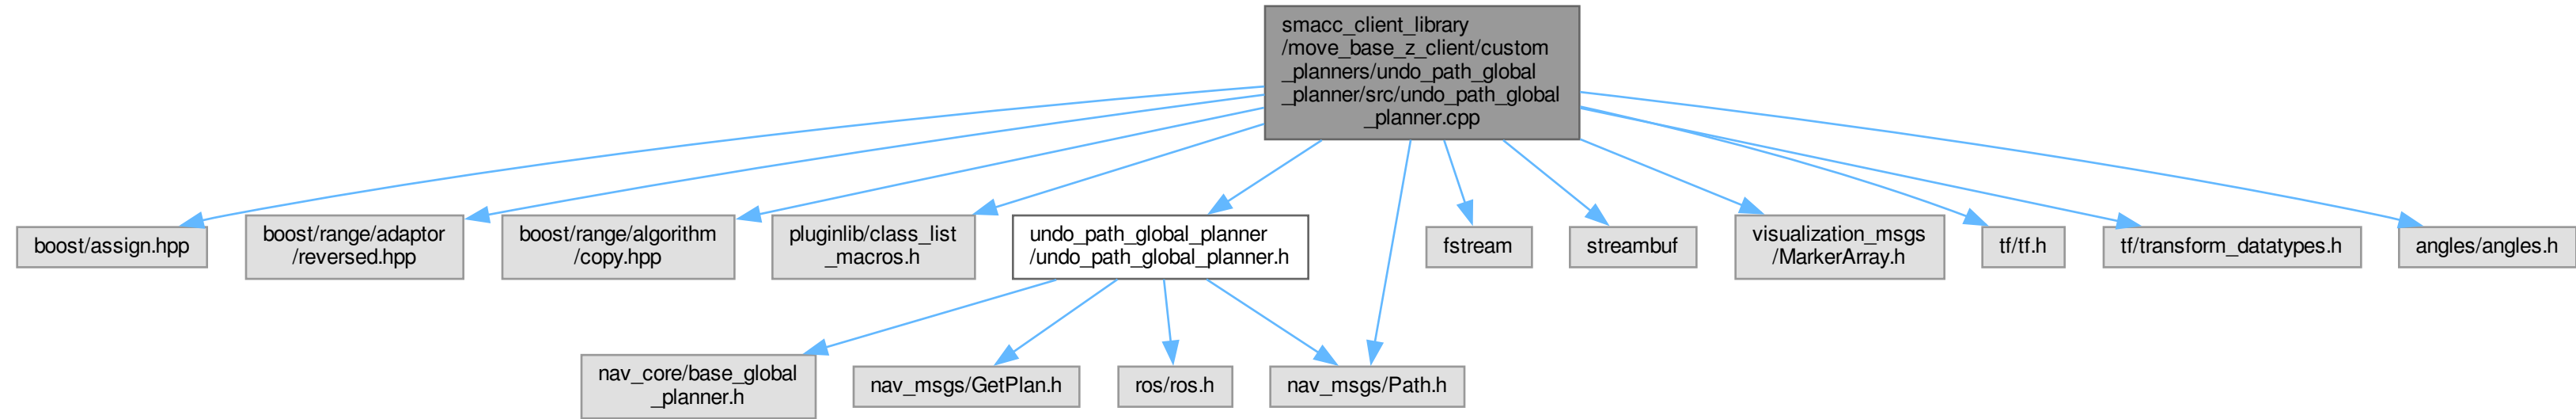 smacc_client_library
/move_base_z_client/custom
_planners/undo_path_global
_planner/src/undo_path_global
_planner.cpp
boost/assign.hpp
boost/range/adaptor
/reversed.hpp
boost/range/algorithm
/copy.hpp
pluginlib/class_list
_macros.h
undo_path_global_planner
/undo_path_global_planner.h
fstream
streambuf
visualization_msgs
/MarkerArray.h
tf/tf.h
tf/transform_datatypes.h
angles/angles.h
nav_core/base_global
_planner.h
nav_msgs/GetPlan.h
ros/ros.h
nav_msgs/Path.h